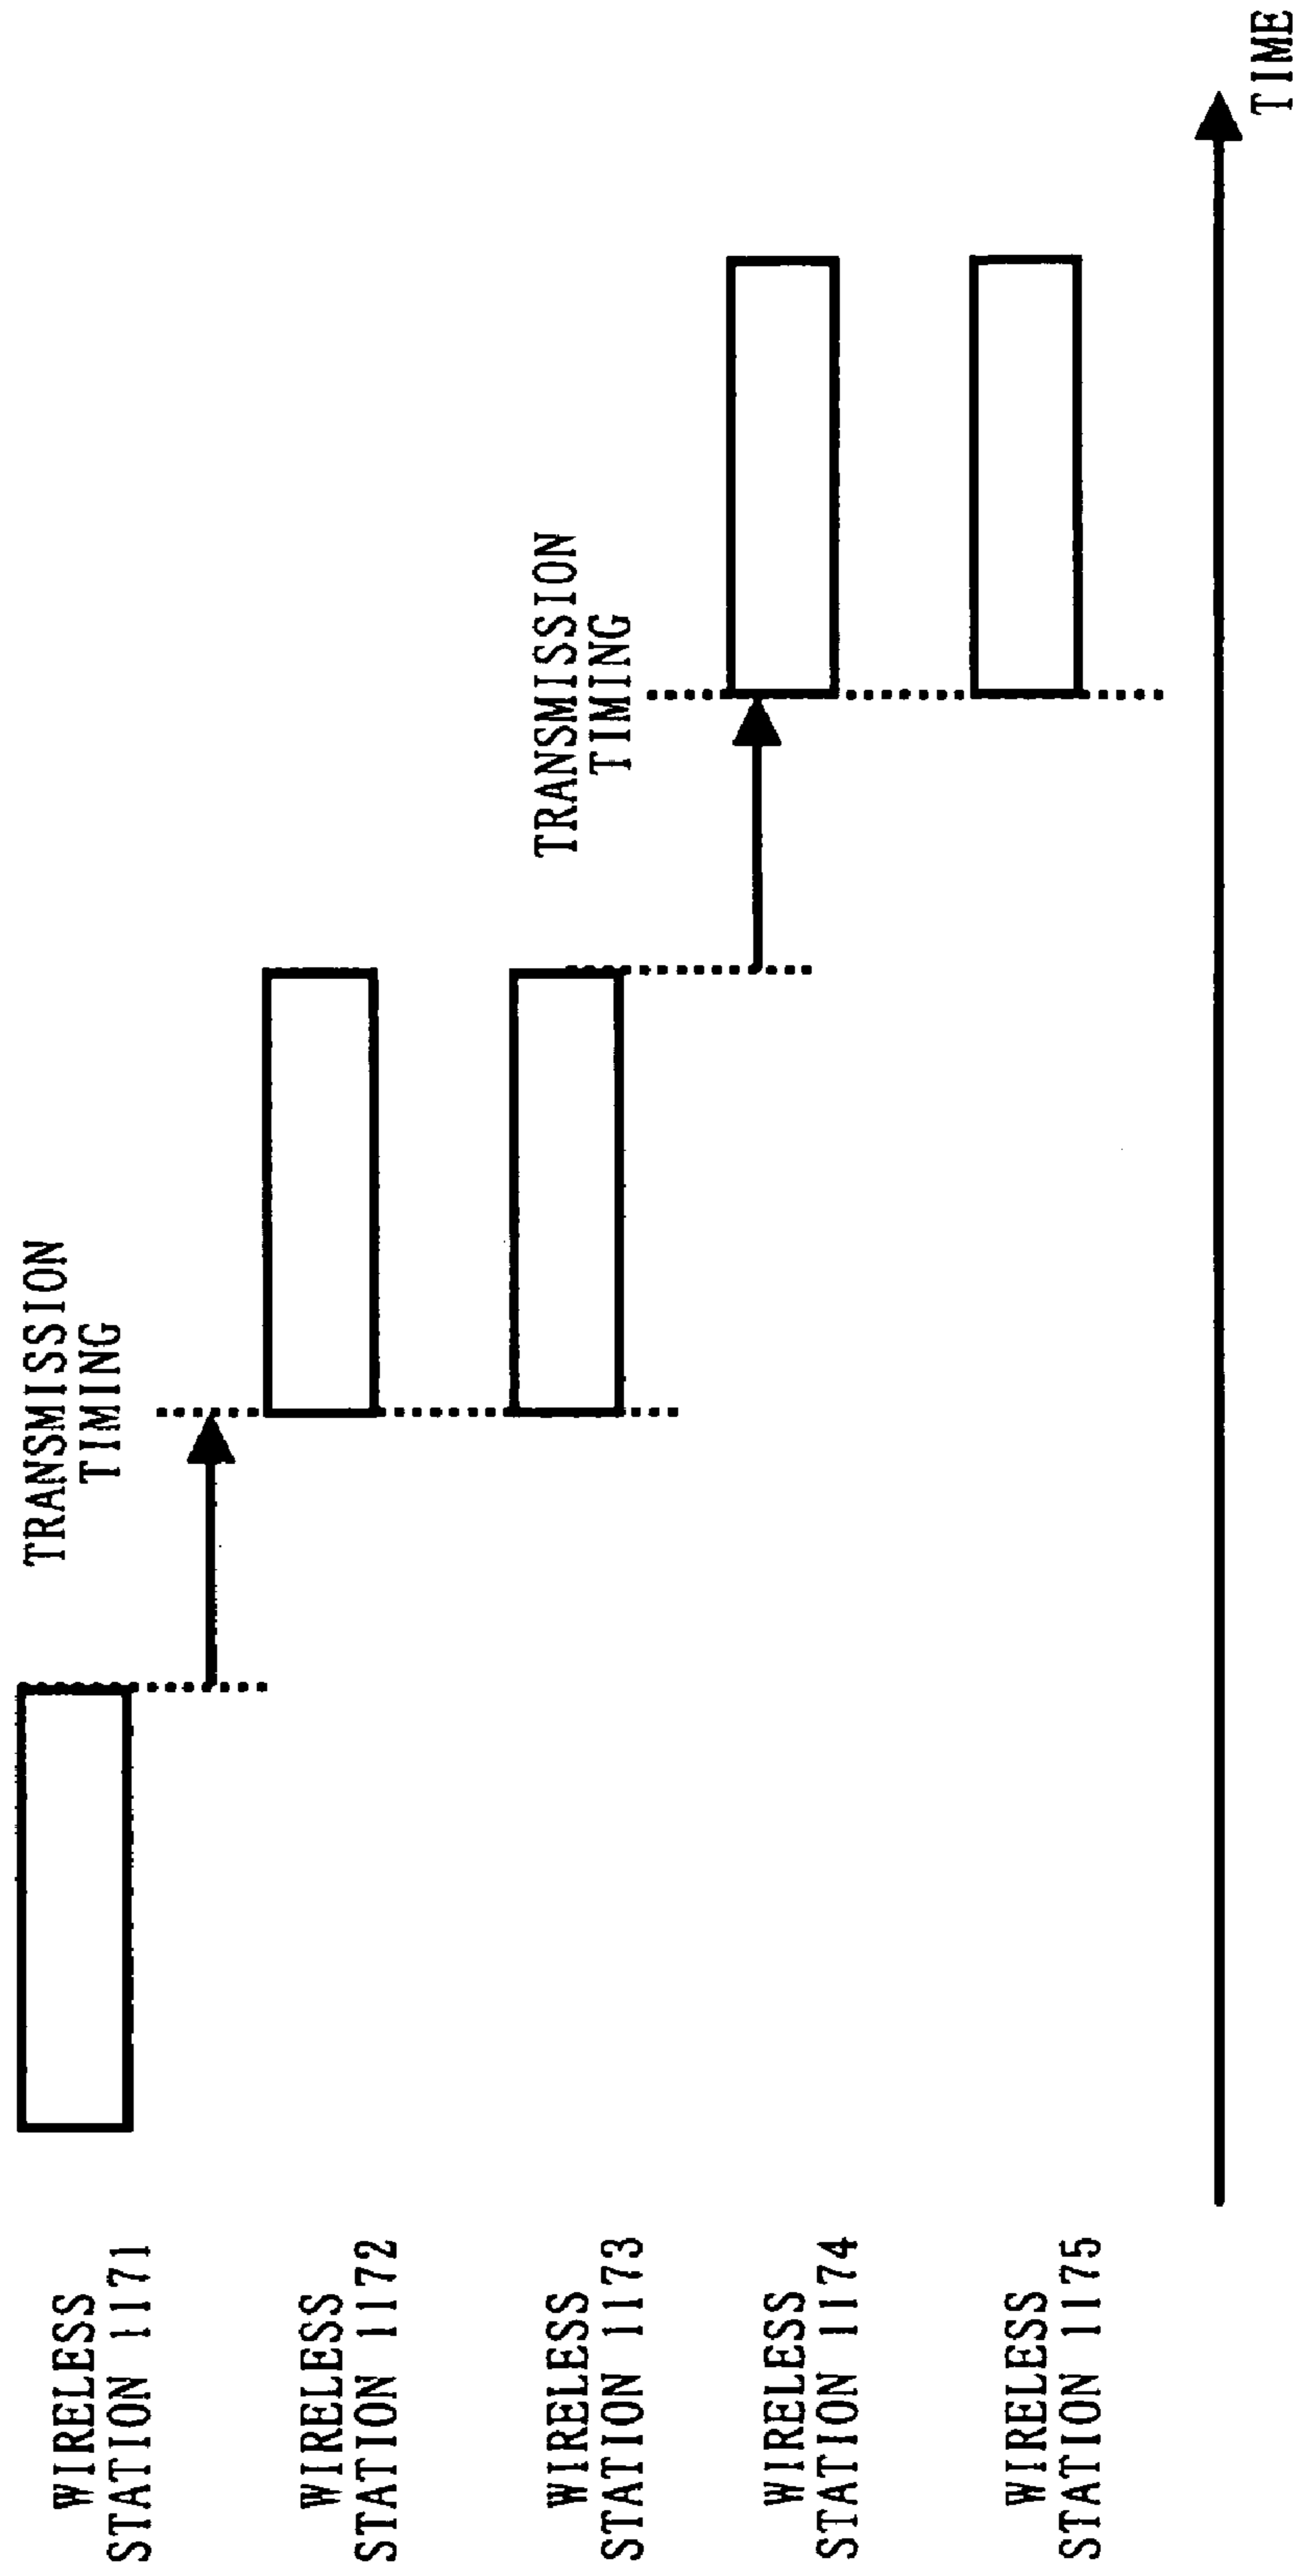 WIRELESS
STATION 1171
TRANSMISSION
TIMING
WIRELESS
STATION 1172
WIRELESS
STATION 1173
TRANSMISSION
TIMING
WIRELESS
STATION 1174
WIRELESS
STATION 1175
TIME